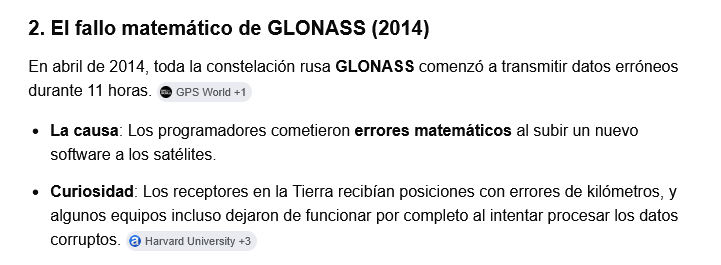 2. El fallo matemático de GLONASS (2014)
En abril de 2014, toda la constelación rusa GLONASS comenzó a transmitir datos erróneos
durante 11 horas. GPS World +1
• La causa: Los programadores cometieron errores matemáticos al subir un nuevo
software a los satélites.
• Curiosidad: Los receptores en la Tierra recibían posiciones con errores de kilómetros, y
algunos equipos incluso dejaron de funcionar por completo al intentar procesar los datos
corruptos. Harvard University +3